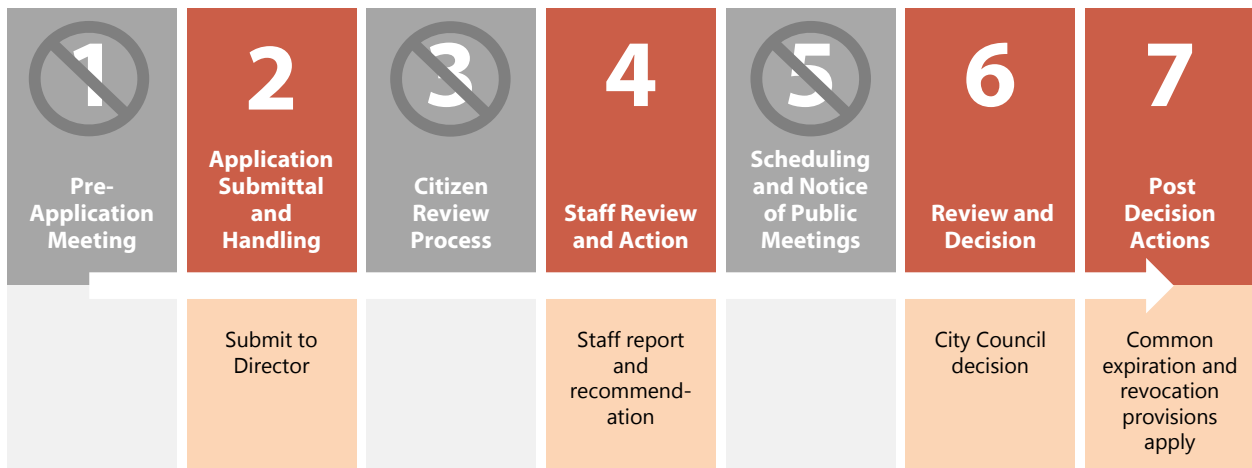 1
Pre-
Application
Meeting
2
Application
Submittal
and
Handling
Submit to
Director
3
Citizen
Review
Process
4
Staff Review
and Action
Staff report
and
recommend-
ation
5
Scheduling
and Notice
of Public
Meetings
6
Review and
Decision
City Council
decision
7
Post
Decision
Actions
Common
expiration and
revocation
provisions
apply